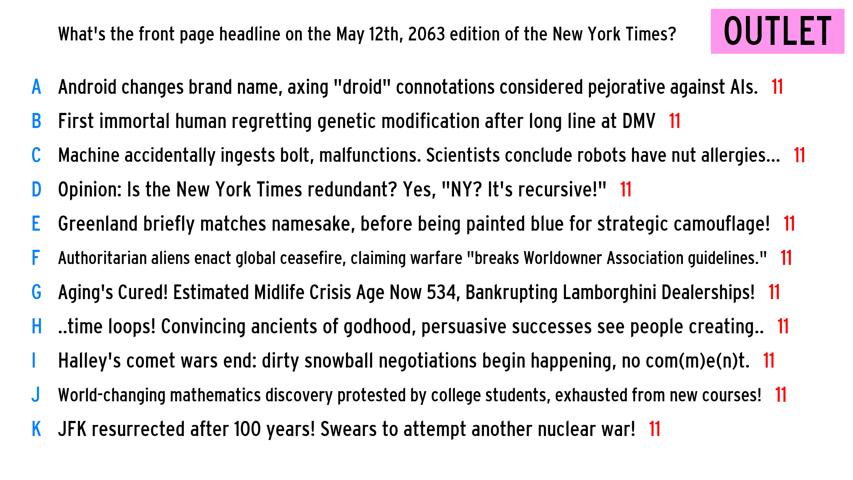 What's the front page headline on the May 12th, 2063 edition of the New York Times?
OUTLET
A Android changes brand name, axing "droid" connotations considered pejorative against AIs. 11
B First immortal human regretting genetic modification after long line at DMV 11
C Machine accidentally ingests bolt, malfunctions. Scientists conclude robots have nut allergies... 11
D Opinion: Is the New York Times redundant? Yes, "NY? It's recursive!" 11
E Greenland briefly matches namesake, before being painted blue for strategic camouflage! 11
F Authoritarian aliens enact global ceasefire, claiming warfare "breaks Worldowner Association guidelines." 11
G Aging's Cured! Estimated Midlife Crisis Age Now 534, Bankrupting Lamborghini Dealerships! 11
H ..time loops! Convincing ancients of godhood, persuasive successes see people creating.. 11
I Halley's comet wars end: dirty snowball negotiations begin happening, no com(m)e(n)t. 11
J World-changing mathematics discovery protested by college students, exhausted from new courses! 11
K JFK resurrected after 100 years! Swears to attempt another nuclear war! 11